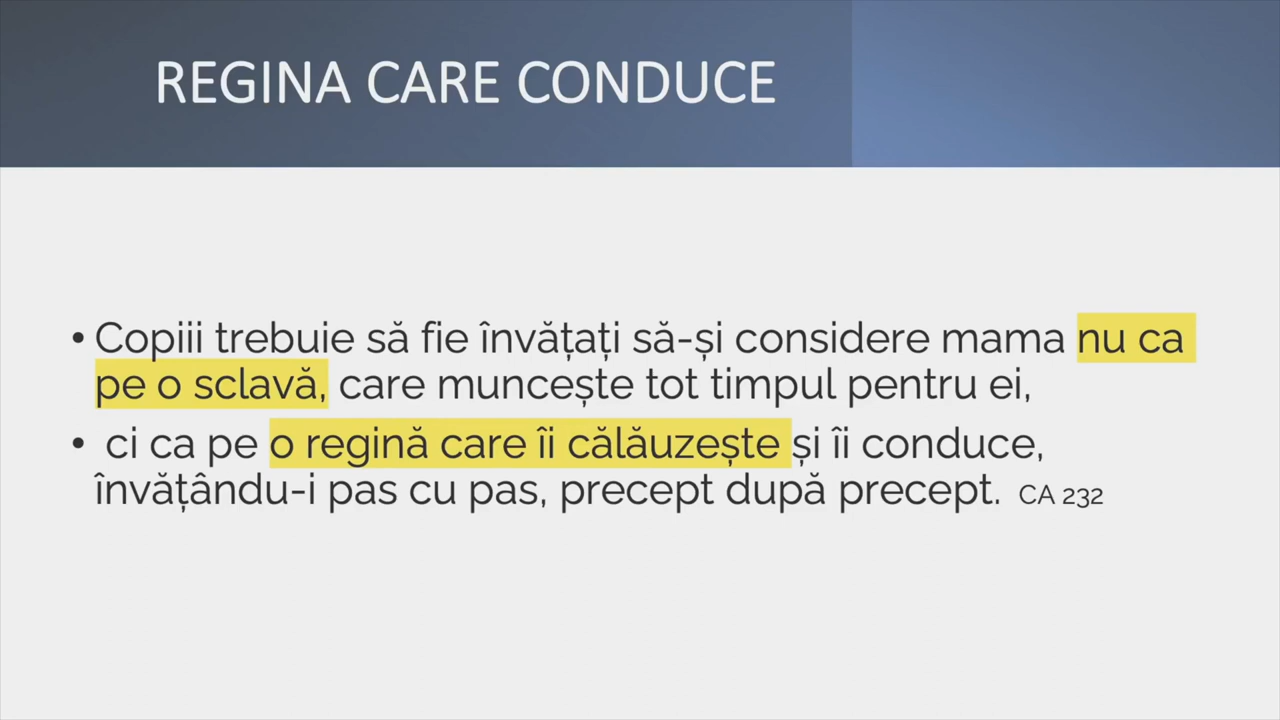 REGINA CARE CONDUCE
• Copiii trebuie să fie învățați să-și considere mama nu ca
pe o sclavă, care muncește tot timpul pentru ei,
• ci ca pe o regină care îi călăuzește și îi conduce,
învățându-i pas cu pas, precept după precept. CA 232